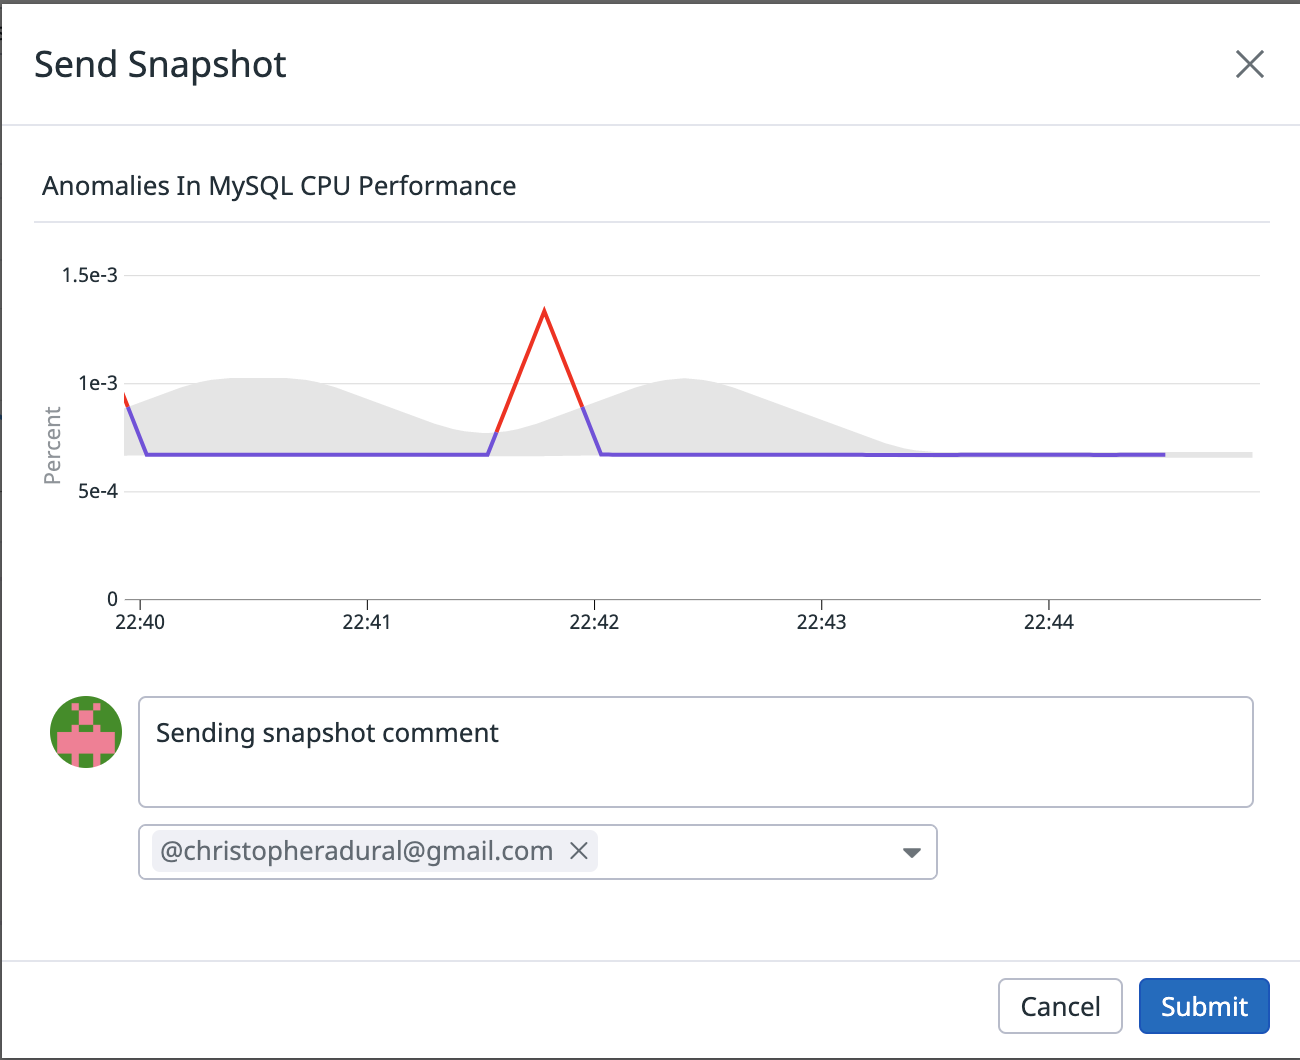 Send Snapshot
Anomalies In MySQL CPU Performance
1.5e-3
1e-3
5e-4
0
Percent
22:40 22:41 22:42 22:43 22:44
Sending snapshot comment
@christopheradural@gmail.com
Cancel Submit